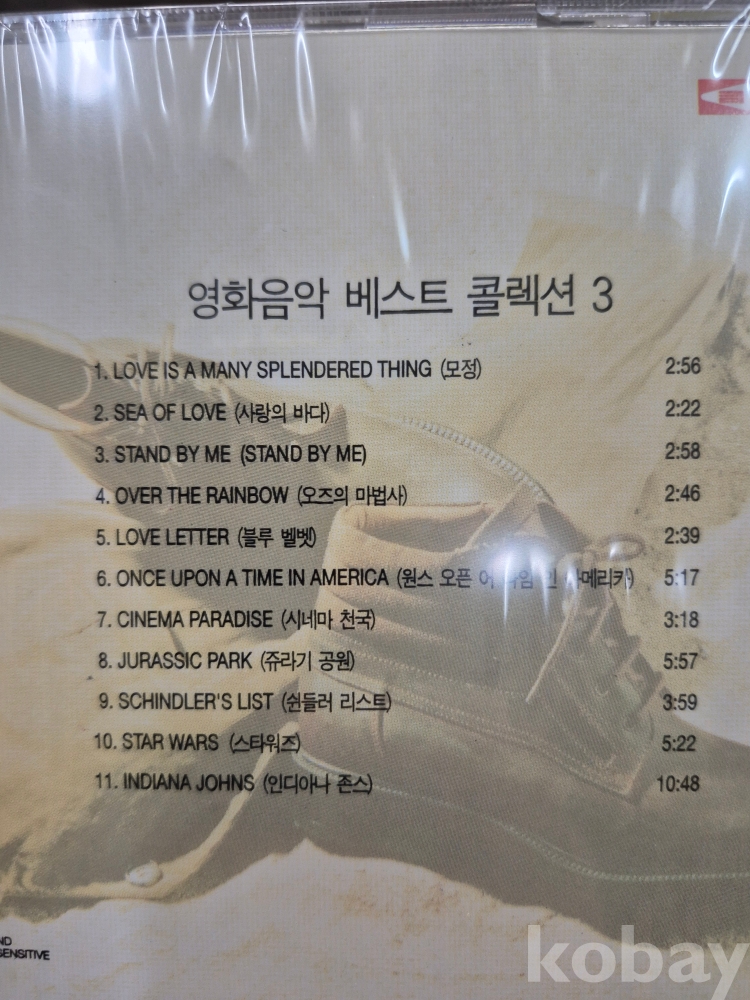 영화음악 베스트 콜렉션 3
1. LOVE IS A MANY SPLENDERED THING (모정) 2:56
2. SEA OF LOVE (사랑의 바다) 2:22
3. STAND BY ME (STAND BY ME) 2:58
4. OVER THE RAINBOW (오즈의 마법사) 2:46
5. LOVE LETTER (블루 벨벳) 2:39
6. ONCE UPON A TIME IN AMERICA (원스 오픈 어 타임 인 아메리카) 5:17
7. CINEMA PARADISE (시네마 천국) 3:18
8. JURASSIC PARK (쥬라기 공원) 5:57
9. SCHINDLER'S LIST (쉰들러 리스트) 3:59
10. STAR WARS (스타워즈) 5:22
11. INDIANA JOHNS (인디아나 존스) 10:48
SENSITIVE
kobay